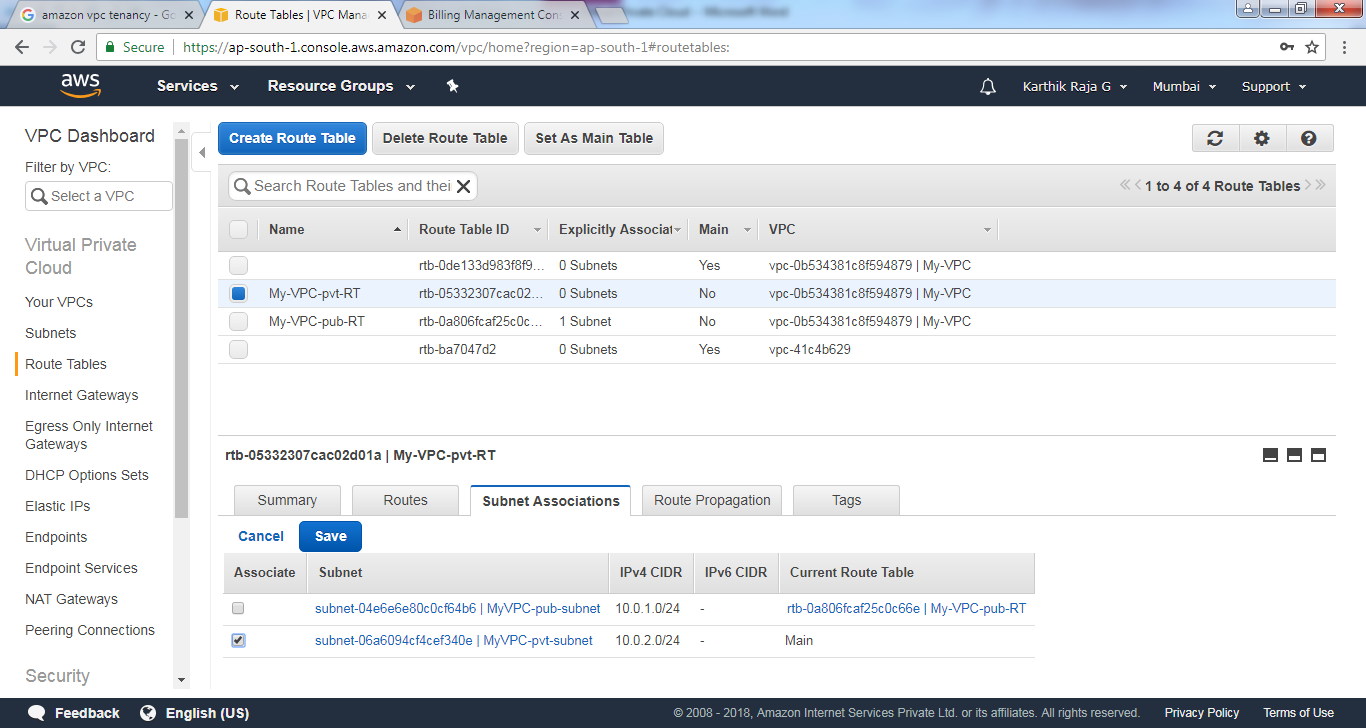 amazon vpc tenancy - Go
Route Tables | VPC Mana
Billing Management Con
Private Cloud - Microsoft Word
Secure
https://ap-south-1.console.aws.amazon.com/vpc/home?region=ap-south-1#routetables:
aws
Services
Resource Groups
Karthik Raja G
Mumbai
Support
VPC Dashboard
Filter by VPC:
Select a VPC
Virtual Private
Cloud
Your VPCs
Subnets
Route Tables
Internet Gateways
Egress Only Internet
Gateways
DHCP Options Sets
Elastic IPs
Endpoints
Endpoint Services
NAT Gateways
Peering Connections
Security
Create Route Table Delete Route Table Set As Main Table
Search Route Tables and thei
1 to 4 of 4 Route Tables
Name Route Table ID Explicitly Associat Main VPC
rtb-0de133d983f8f9... 0 Subnets Yes vpc-0b534381c8f594879 | My-VPC
My-VPC-pvt-RT rtb-05332307cac02... 0 Subnets No vpc-0b534381c8f594879 | My-VPC
My-VPC-pub-RT rtb-0a806fcaf25c0c... 1 Subnet No vpc-0b534381c8f594879 | My-VPC
rtb-ba7047d2 0 Subnets Yes vpc-41c4b629
rtb-05332307cac02d01a | My-VPC-pvt-RT
Summary Routes Subnet Associations Route Propagation Tags
Cancel Save
Associate Subnet IPv4 CIDR IPv6 CIDR Current Route Table
subnet-04e6e6e80c0cf64b6 | MyVPC-pub-subnet 10.0.1.0/24 - rtb-0a806fcaf25c0c66e | My-VPC-pub-RT
subnet-06a6094cf4cef340e | MyVPC-pvt-subnet 10.0.2.0/24 - Main
Feedback
English (US)
© 2008 - 2018, Amazon Internet Services Private Ltd. or its affiliates. All rights reserved.
Privacy Policy
Terms of Use